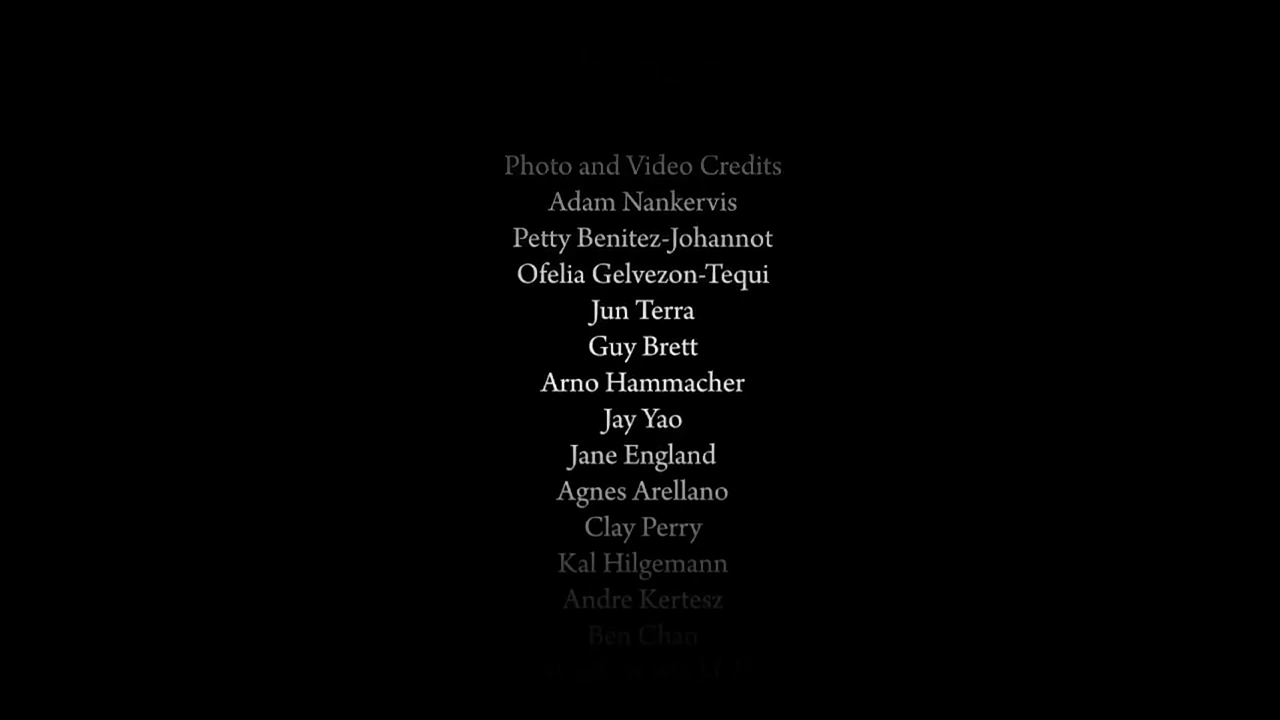 Photo and Video Credits
Adam Nankervis
Petty Benitez-Johannot
Ofelia Gelvezon-Tequi
Jun Terra
Guy Brett
Arno Hammacher
Jay Yao
Jane England
Agnes Arellano
Clay Perry
Kal Hilgemann
Andre Kertesz
Ben Chan